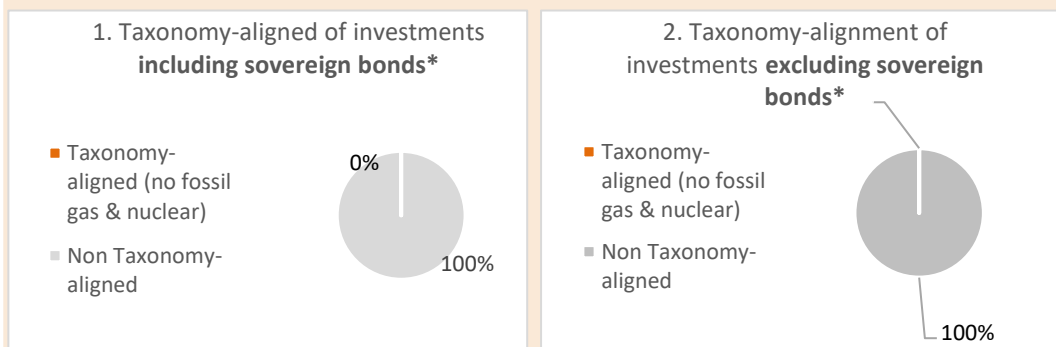 1. Taxonomy-aligned of investments
including sovereign bonds*
Taxonomy-
aligned (no fossil
gas & nuclear)
Non Taxonomy-
aligned
0%
100%
2. Taxonomy-alignment of
investments excluding sovereign
bonds*
Taxonomy-
aligned (no fossil
gas & nuclear)
Non Taxonomy-
aligned
100%